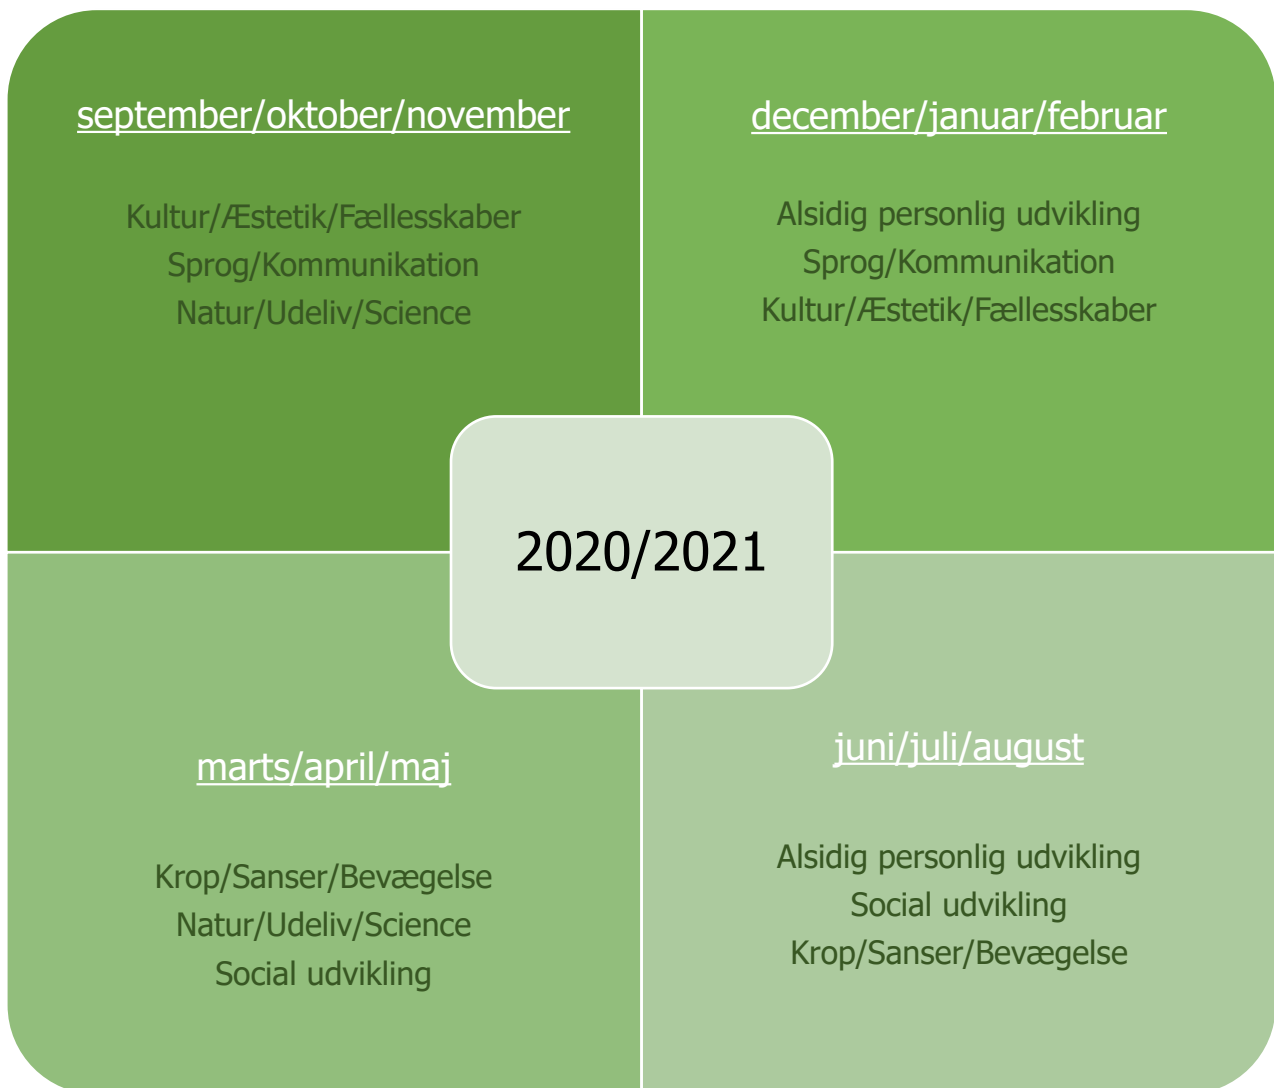 september/oktober/november
Kultur/Æstetik/Fællesskaber
Sprog/Kommunikation
Natur/Udeliv/Science
december/januar/februar
Alsidig personlig udvikling
Sprog/Kommunikation
Kultur/Æstetik/Fællesskaber
2020/2021
marts/april/maj
Krop/Sanser/Bevægelse
Natur/Udeliv/Science
Social udvikling
juni/juli/august
Alsidig personlig udvikling
Social udvikling
Krop/Sanser/Bevægelse